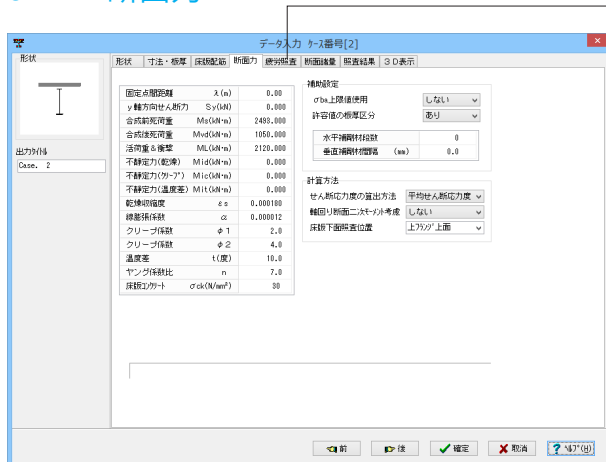 データ入力 ケース番号[2]
形状
出力タイトル
Case. 2
形状 寸法・板厚 床版配筋 断面力 疲労照査 断面諸量 照査結果 3D表示
固定点間距離 λ(m) 0.00
y軸方向せん断力 Sy(kN) 0.000
合成前死荷重 Ms(kN・m) 2493.000
合成後死荷重 Mvd(kN・m) 1050.000
活荷重&衝撃 ML(kN・m) 2120.000
不静定力(乾燥) Mid(kN・m) 0.000
不静定力(クリープ) Mic(kN・m) 0.000
不静定力(温度差) Mit(kN・m) 0.000
乾燥収縮度 εs 0.000180
線膨張係数 α 0.000012
クリープ係数 φ1 2.0
クリープ係数 φ2 4.0
温度差 t(度) 10.0
ヤング係数比 n 7.0
床版コンクリート σck(N/mm²) 30
補助設定
σba上限値使用 しない
許容値の板厚区分 あり
水平補剛材段数 0
垂直補剛材間隔 (mm) 0.0
計算方法
せん断応力度の算出方法 平均せん断応力度
軸回り断面二次モーメント考慮 しない
床版下面照査位置 上フランジ上面
前 後 確定 取消 ヘルプ(H)